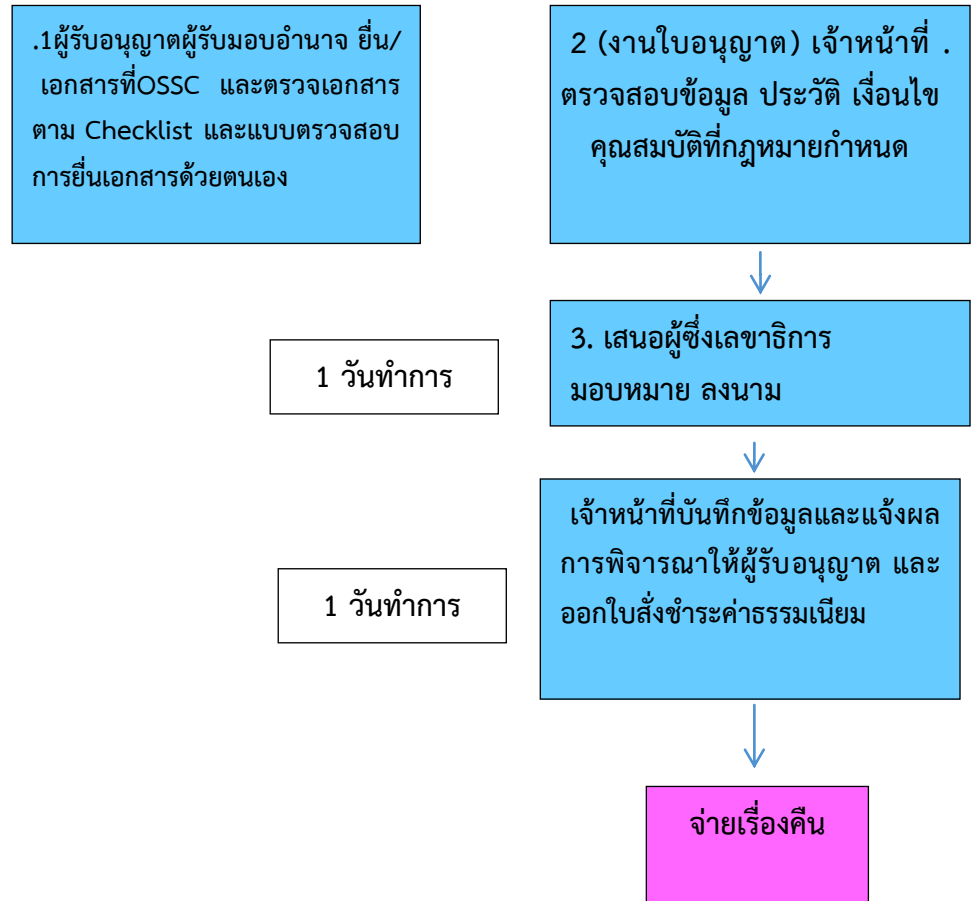 .1ผู้รับอนุญาตผู้รับมอบอำนาจ ยื่น/
เอกสารที่OSSC และตรวจเอกสาร
ตาม Checklist และแบบตรวจสอบ
การยื่นเอกสารด้วยตนเอง
2 (งานใบอนุญาต) เจ้าหน้าที่ .
ตรวจสอบข้อมูล ประวัติ เงื่อนไข
คุณสมบัติที่กฎหมายกำหนด
1 วันทำการ
3. เสนอผู้ซึ่งเลขาธิการ
มอบหมาย ลงนาม
1 วันทำการ
เจ้าหน้าที่บันทึกข้อมูลและแจ้งผล
การพิจารณาให้ผู้รับอนุญาต และ
ออกใบสั่งชำระค่าธรรมเนียม
จ่ายเรื่องคืน